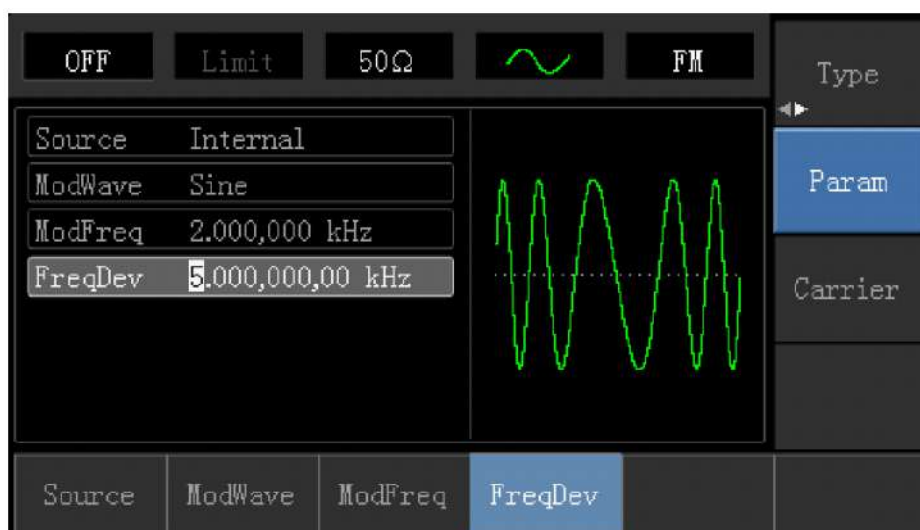 OFF Limit 50Ω FM
Type
Source Internal
ModWave Sine
ModFreq 2.000,000 kHz
FreqDev 5.000,000,00 kHz
Param
Carrier
Source ModWave ModFreq FreqDev